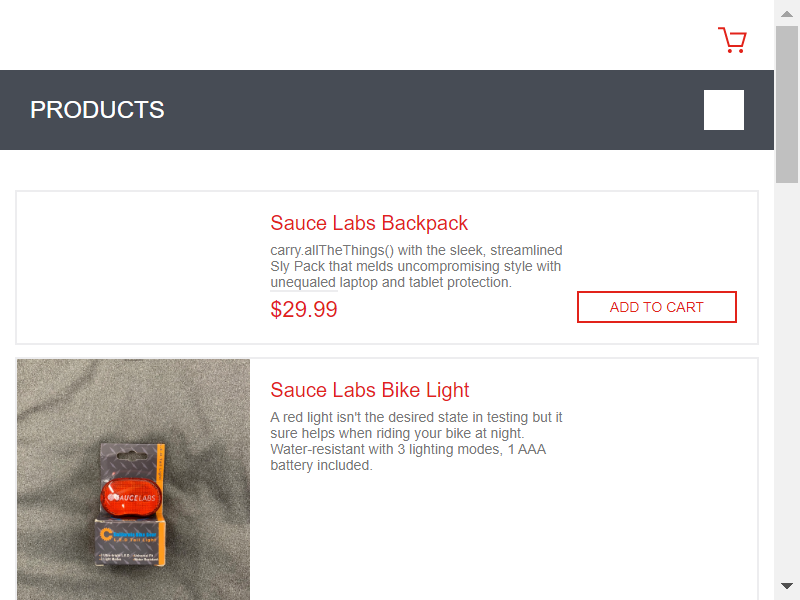 PRODUCTS
Sauce Labs Backpack
carry.allTheThings() with the sleek, streamlined
Sly Pack that melds uncompromising style with
unequaled laptop and tablet protection.
$29.99
ADD TO CART
Sauce Labs Bike Light
A red light isn't the desired state in testing but it
sure helps when riding your bike at night.
Water-resistant with 3 lighting modes, 1 AAA
battery included.
SAUCELABS